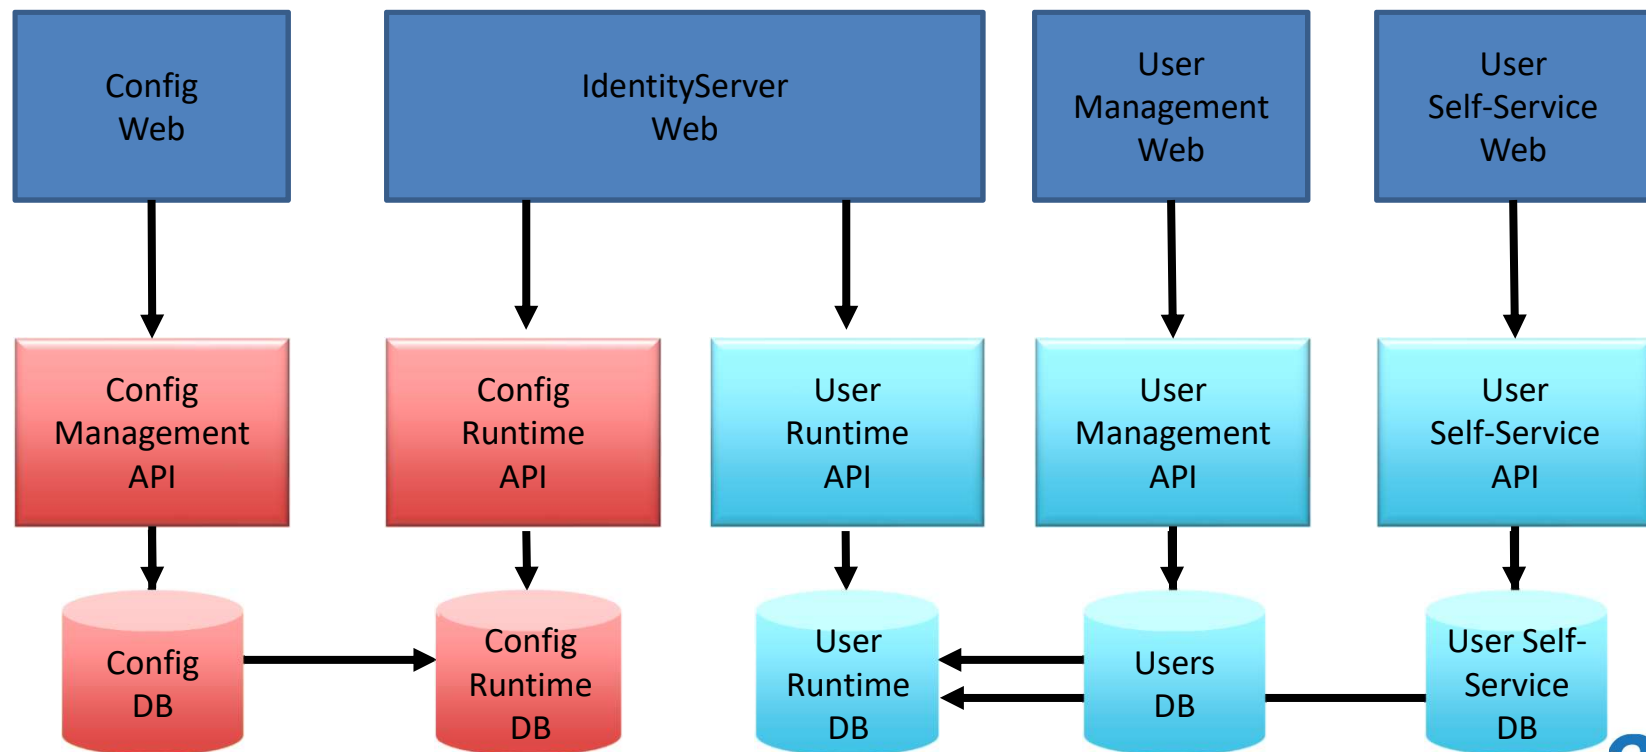 Config
Web
IdentityServer
Web
User
Management
Web
User
Self-Service
Web
Config
Management
API
Config
Runtime
API
User
Runtime
API
User
Management
API
User
Self-Service
API
Config
DB
Config
Runtime
DB
User
Runtime
DB
Users
DB
User Self-
Service
DB